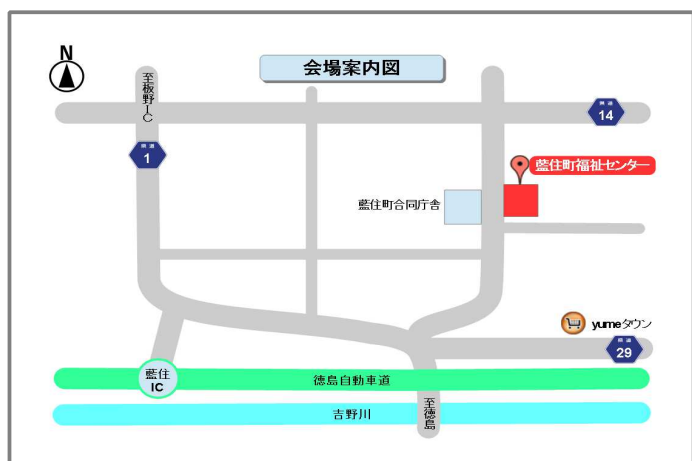 N
会場案内図
至板野IC
県道
14
県道
1
藍住町福祉センター
藍住町合同庁舎
yumeタウン
県道
29
藍住
IC
徳島自動車道
吉野川
至徳島